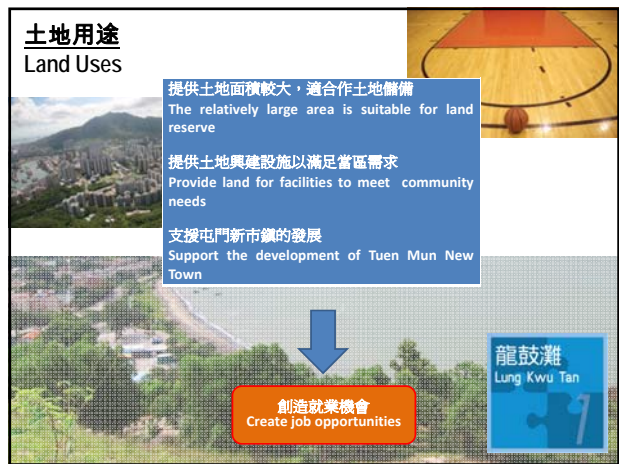 土地用途
Land Uses
提供土地面積較大，適合作土地儲備
The relatively large area is suitable for land
reserve
提供土地興建設施以滿足當區需求
Provide land for facilities to meet community
needs
支援屯門新市鎮的發展
Support the development of Tuen Mun New
Town
創造就業機會
Create job opportunities
龍鼓灘
Lung Kwu Tan
1